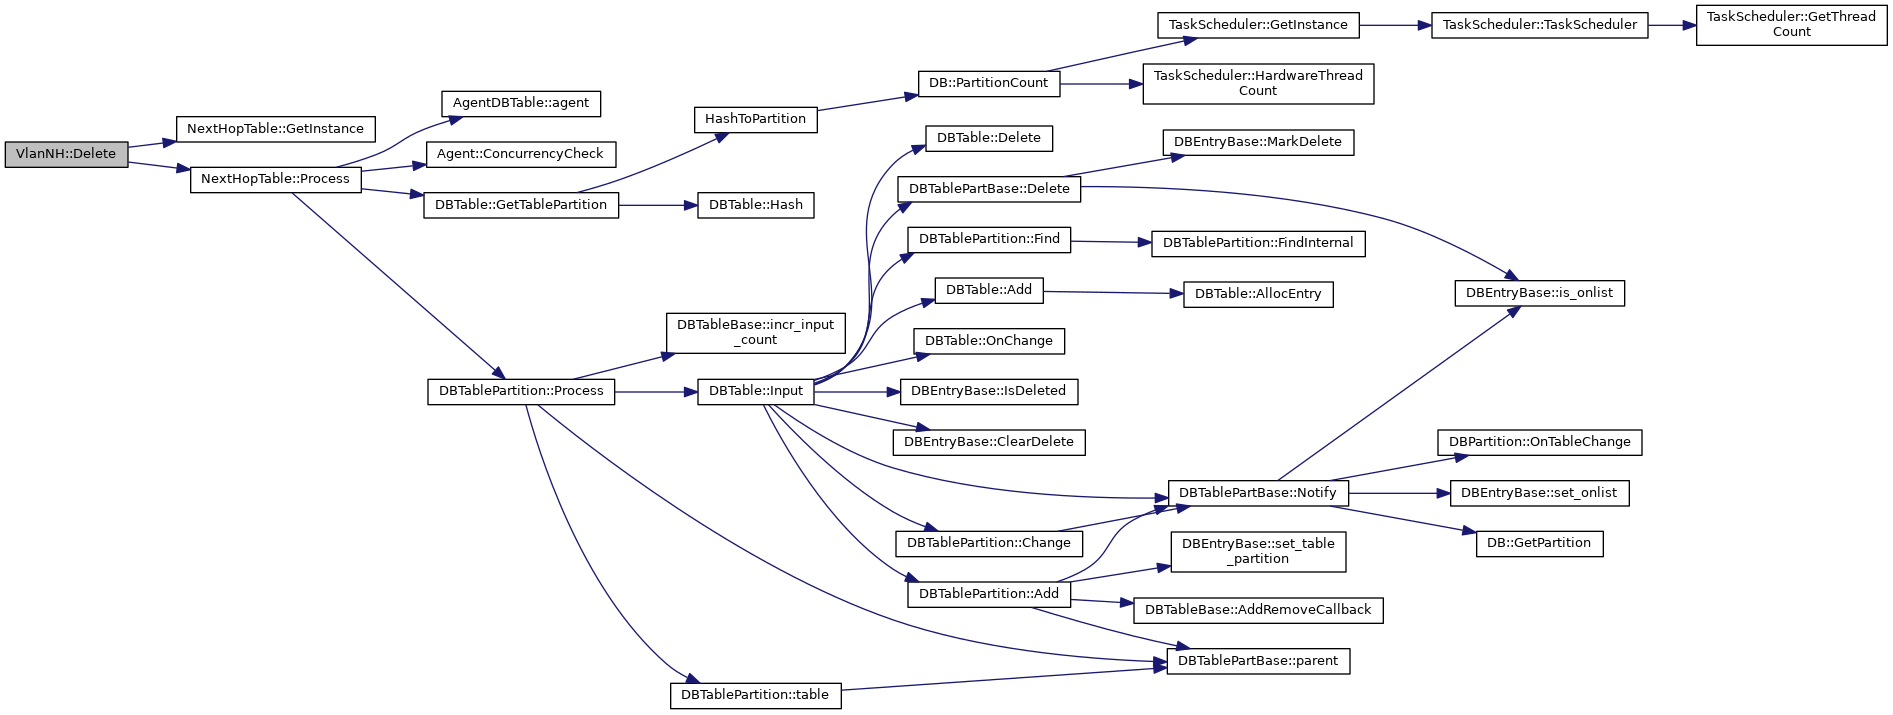 VlanNH::Delete
NextHopTable::GetInstance
NextHopTable::Process
AgentDBTable::agent
Agent::ConcurrencyCheck
DBTable::GetTablePartition
HashToPartition
DBTable::Hash
DB::PartitionCount
TaskScheduler::GetInstance
TaskScheduler::TaskScheduler
TaskScheduler::GetThread
Count
TaskScheduler::HardwareThread
Count
DBTablePartition::Process
DBTableBase::incr_input
_count
DBTable::Input
DBTablePartition::table
DBTable::Delete
DBTablePartBase::Delete
DBEntryBase::MarkDelete
DBTablePartition::Find
DBTablePartition::FindInternal
DBTable::Add
DBTable::AllocEntry
DBTable::OnChange
DBEntryBase::IsDeleted
DBEntryBase::ClearDelete
DBTablePartition::Change
DBTablePartition::Add
DBTablePartBase::Notify
DBEntryBase::set_table
_partition
DBTableBase::AddRemoveCallback
DBTablePartBase::parent
DBEntryBase::is_onlist
DBPartition::OnTableChange
DBEntryBase::set_onlist
DB::GetPartition